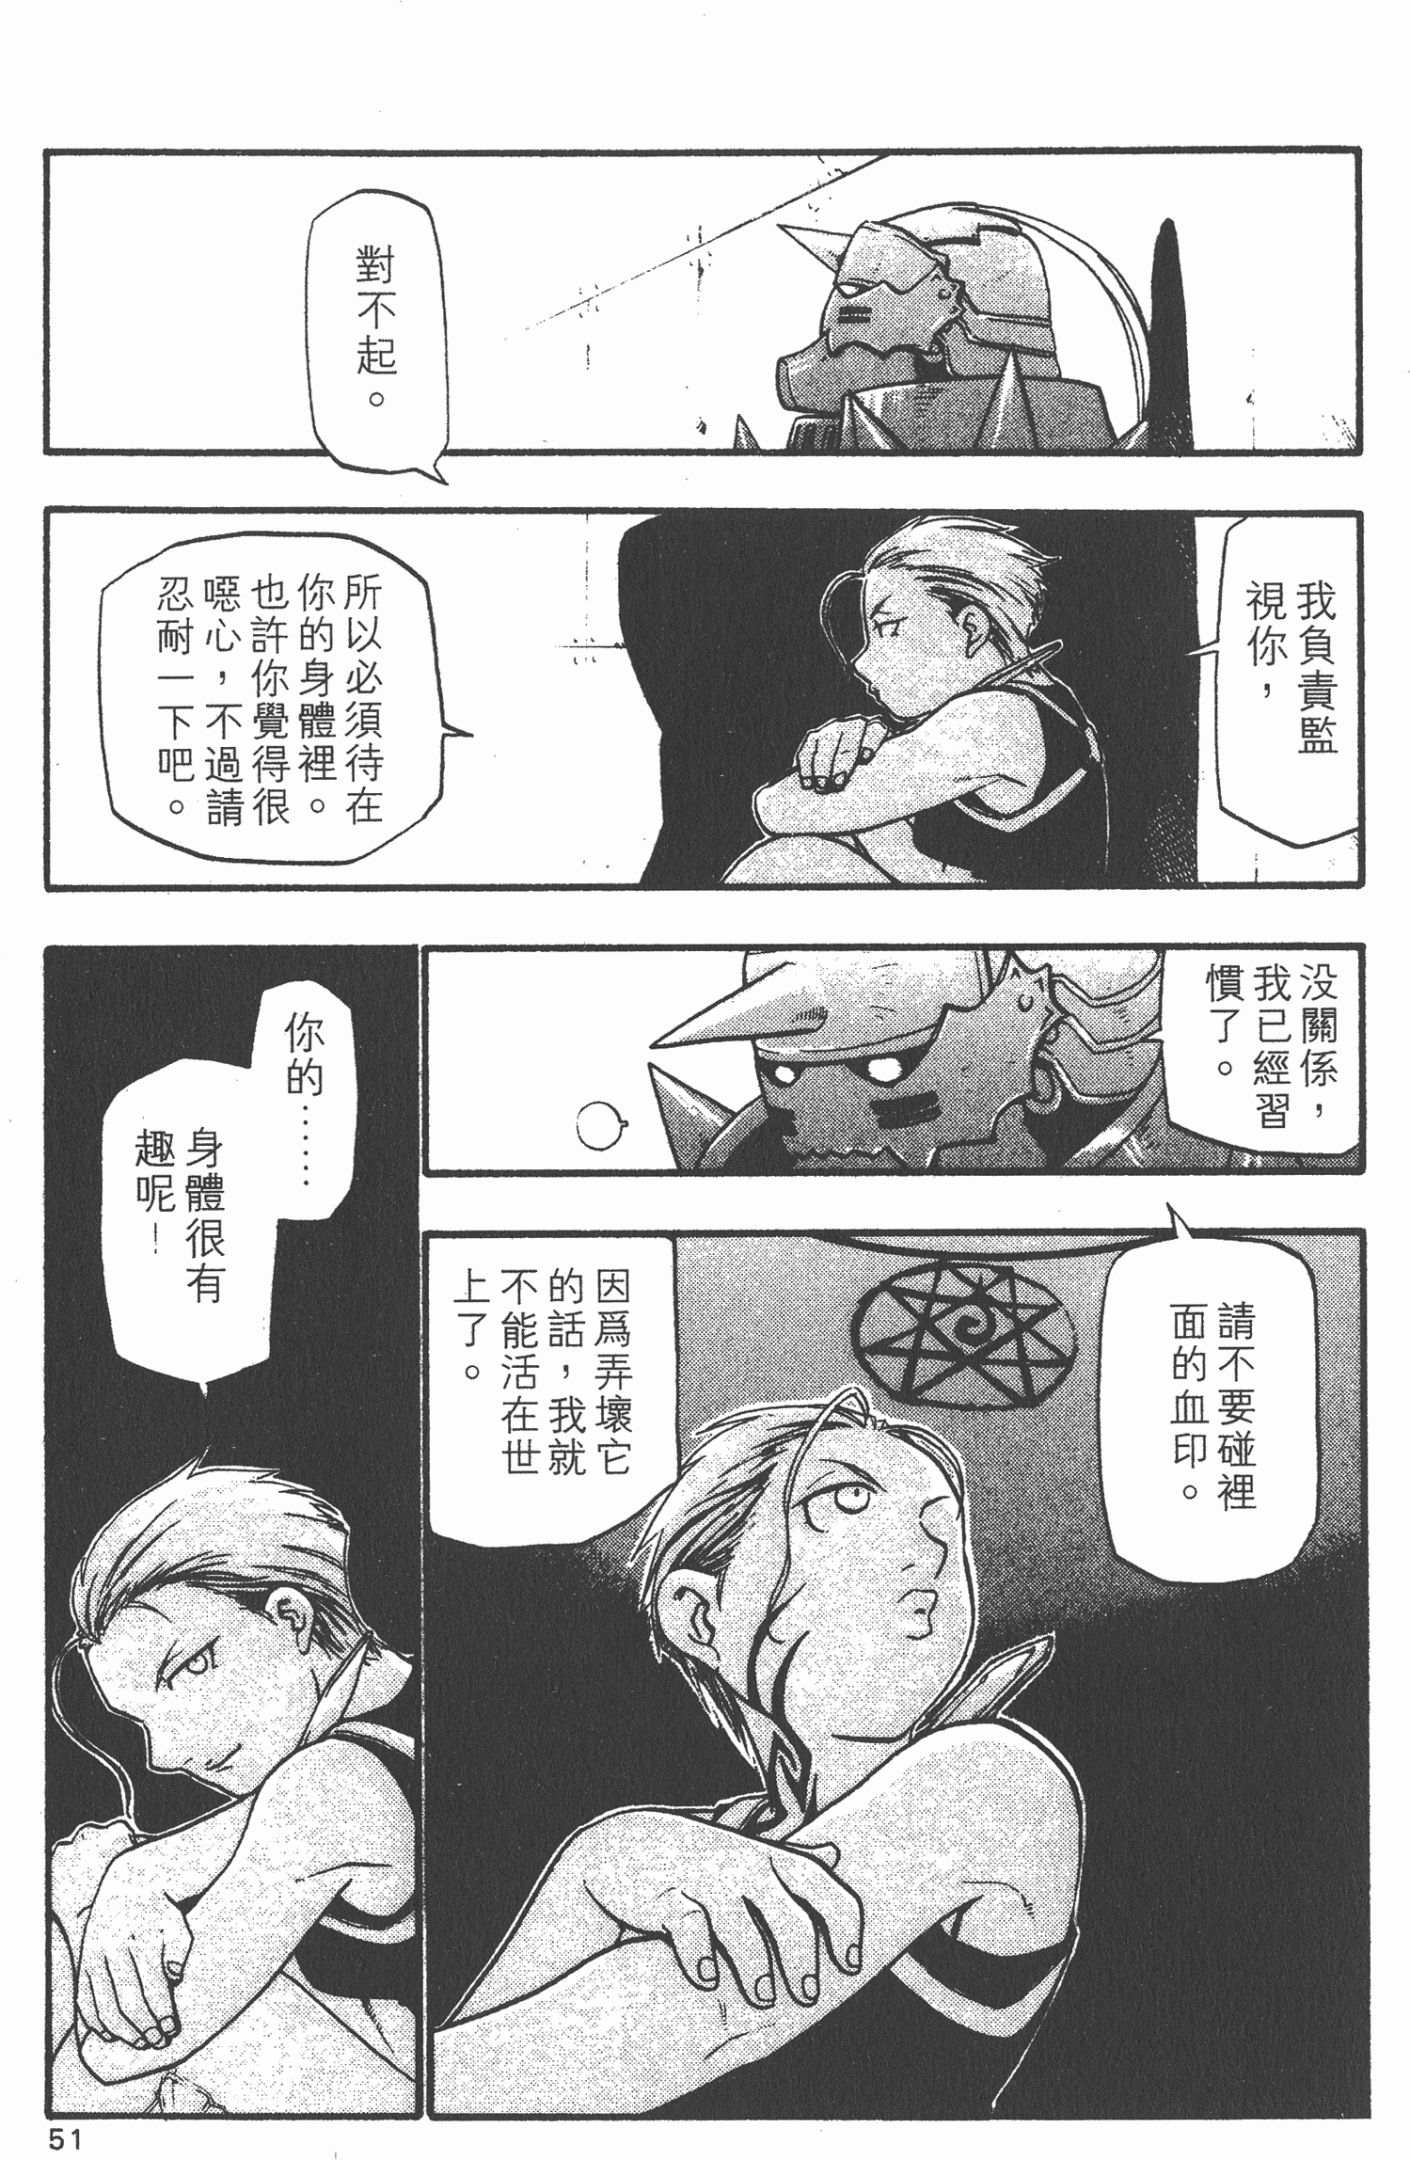 對不起。
我負責監
視你，
所以必須待在
你的身體裡。
也許你覺得很
噁心，不過請
忍耐一下吧。
没關係，
我已經習
慣了。
請不要碰裡
面的血印。
因爲弄壞它
的話，我就
不能活在世
上了。
你的……
身體很有
趣呢！
51